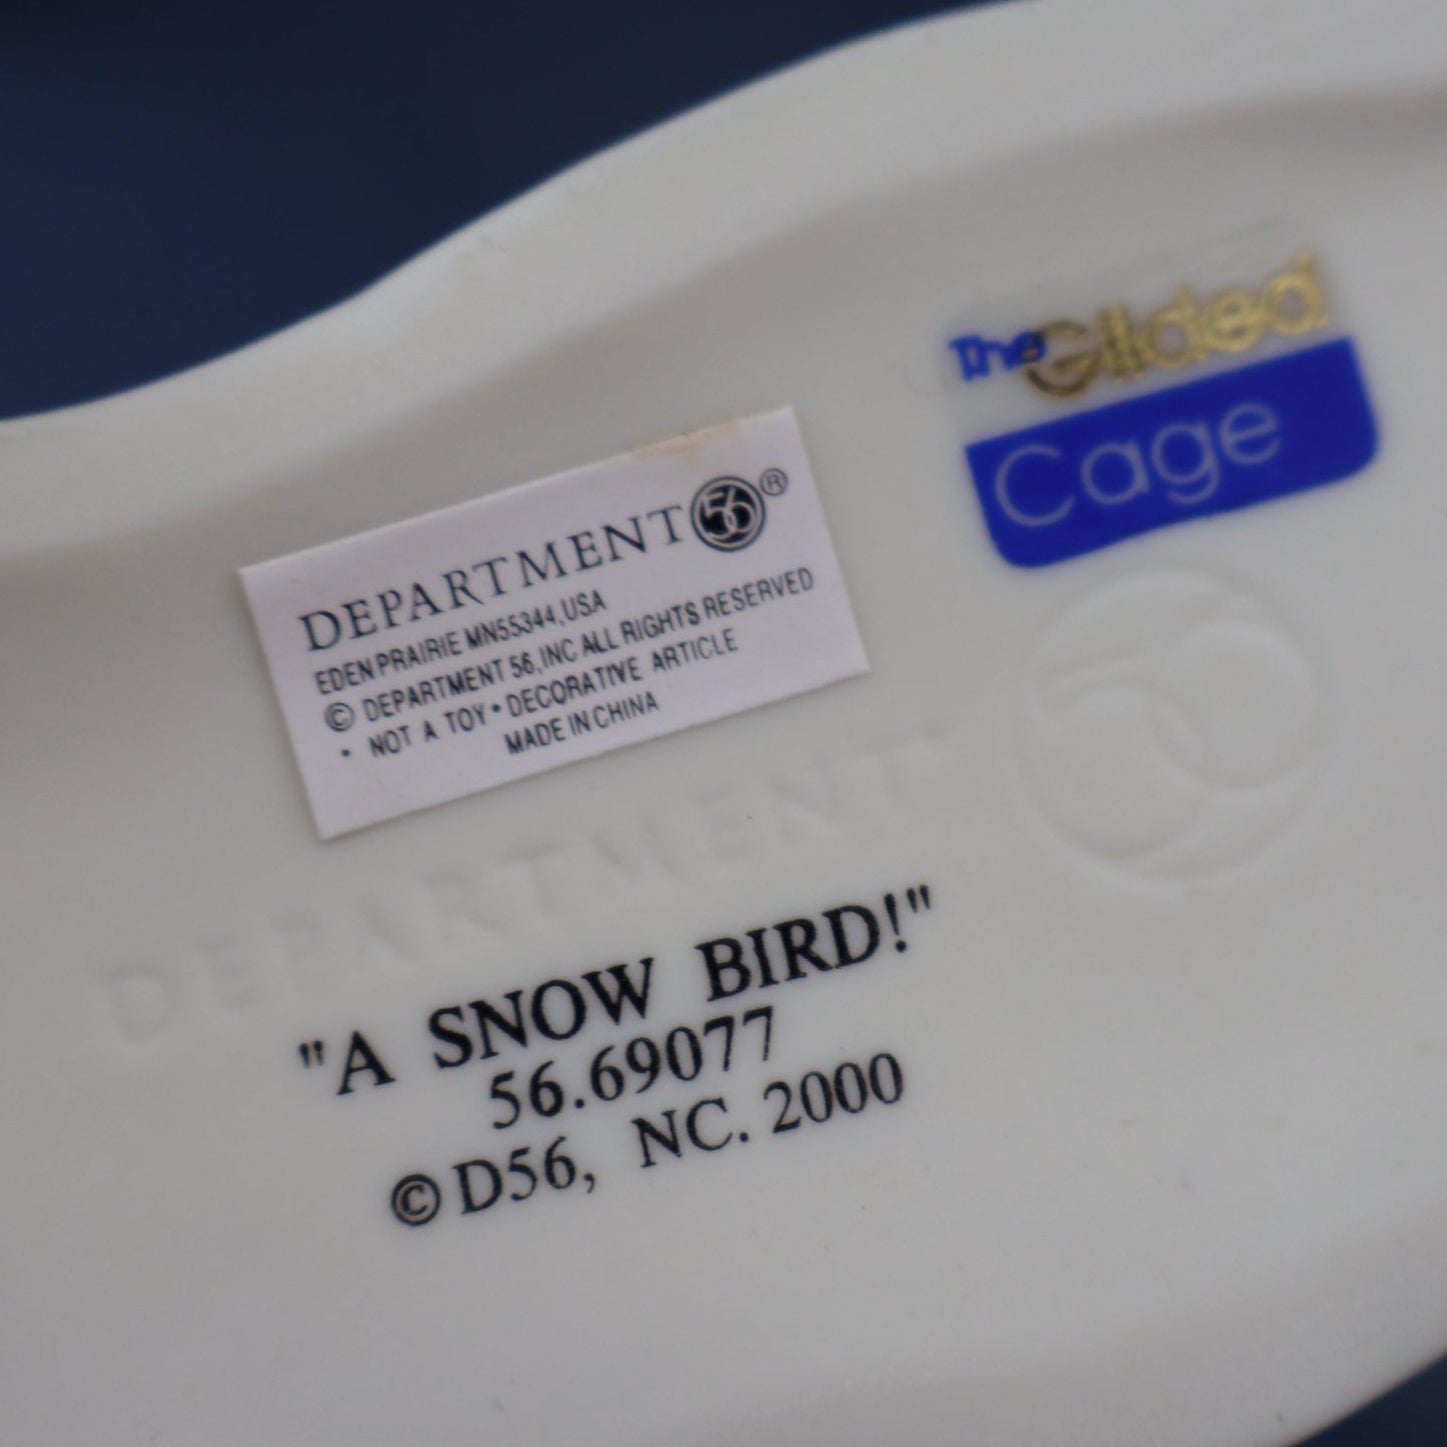 The Gilded
Cage
DEPARTMENT 56®
EDEN PRAIRIE MN55344, USA
© DEPARTMENT 56, INC ALL RIGHTS RESERVED
• NOT A TOY • DECORATIVE ARTICLE
MADE IN CHINA
DEPARTMENT 56
"A SNOW BIRD!"
56.69077
©D56, NC. 2000